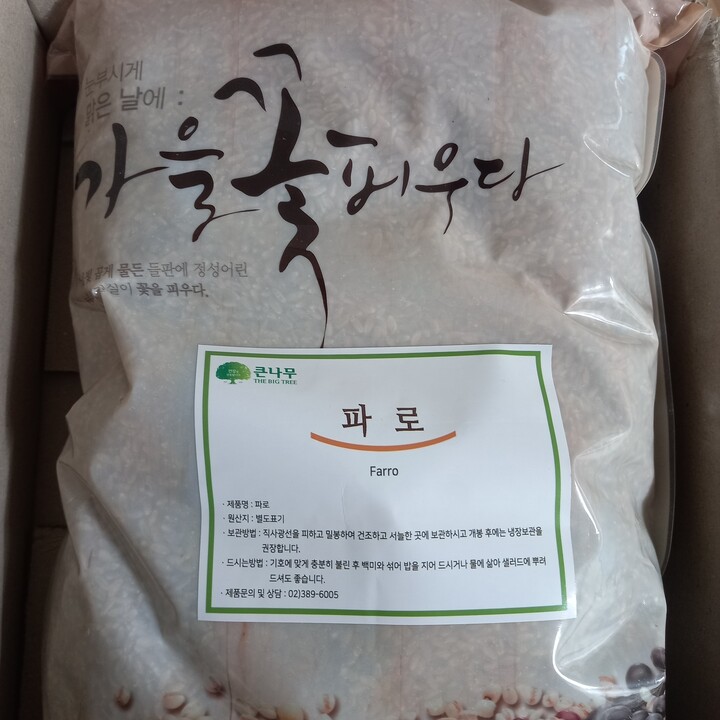 눈부시게
맑은 날에 :
가을꽃피우다
곱게 물든 들판에 정성어린
결실이 꽃을 피우다.
큰나무
THE BIG TREE
파 로
Farro
· 제품명 : 파로
· 원산지 : 별도표기
· 보관방법 : 직사광선을 피하고 밀봉하여 건조하고 서늘한 곳에 보관하시고 개봉 후에는 냉장보관을
권장합니다.
· 드시는방법 : 기호에 맞게 충분히 불린 후 백미와 섞어 밥을 지어 드시거나 물에 삶아 샐러드에 뿌려
드셔도 좋습니다.
· 제품문의 및 상담 : 02)389-6005